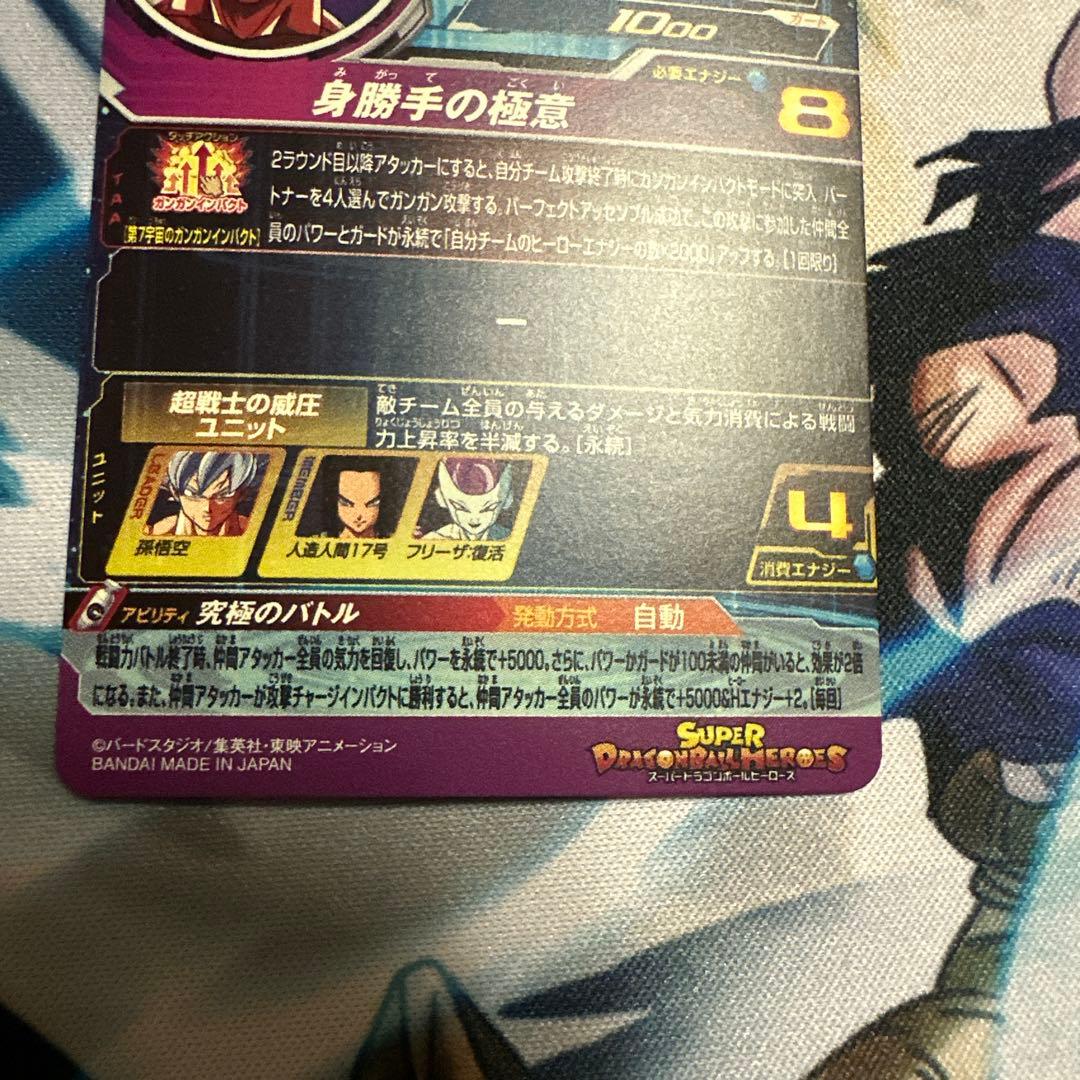 1000
ガード
必要エナジー
8
み がっ て ごく い
身勝手の極意
タッチアクション
ガンガンインパクト
[第7宇宙のガンガンインパクト]
TAA
2ラウンド目以降アタッカーにすると、自分チーム攻撃終了時にガンガンインパクトモードに突入 パー
トナーを4人選んでガンガン攻撃する。パーフェクトアッセンブル成功で、この攻撃に参加した仲間全
員のパワーとガードが永続で「自分チームのヒーローエナジーの数×2000」アップする。[1回限り]
ー
超戦士の威圧
ユニット
敵チーム全員の与えるダメージと気力消費による戦闘
力上昇率を半減する。[永続]
ユニット
LEADER
孫悟空
MEMBER
人造人間17号
フリーザ:復活
4
消費エナジー
アビリティ 究極のバトル
発動方式 自動
戦闘力バトル終了時、仲間アタッカー全員の気力を回復し、パワーを永続で+5000。さらに、パワーかガードが100未満の仲間がいると、効果が2倍
になる。また、仲間アタッカーが攻撃チャージインパクトに勝利すると、仲間アタッカー全員のパワーが永続で+5000&Hエナジー+2。[毎回]
©バードスタジオ/集英社・東映アニメーション
BANDAI MADE IN JAPAN
SUPER
DRAGONBALL HEROES
スーパードラゴンボールヒーローズ